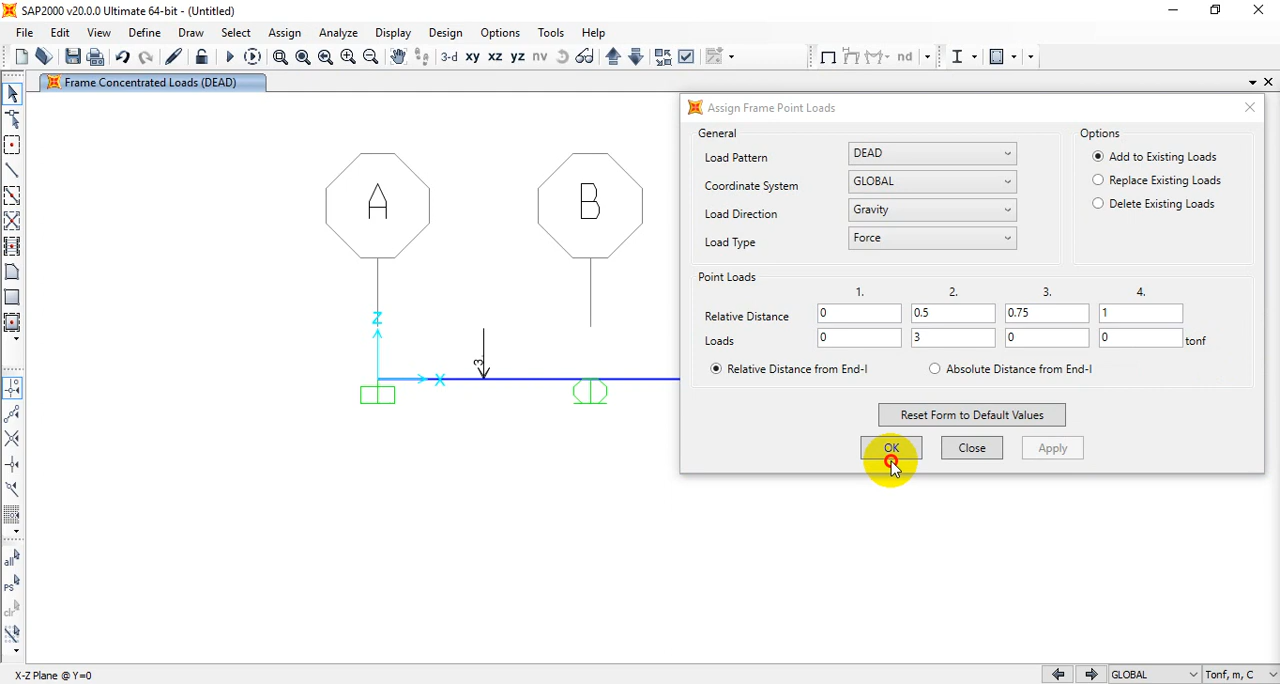 SAP2000 v20.0.0 Ultimate 64-bit - (Untitled)
File Edit View Define Draw Select Assign Analyze Display Design Options Tools Help
3-d xy xz yz nv nd
Frame Concentrated Loads (DEAD)
Assign Frame Point Loads
General
Options
Load Pattern DEAD
Add to Existing Loads
Coordinate System GLOBAL
Replace Existing Loads
Load Direction Gravity
Delete Existing Loads
Load Type Force
Point Loads
1. 2. 3. 4.
Relative Distance 0 0.5 0.75 1
Loads 0 3 0 0 tonf
Relative Distance from End-I Absolute Distance from End-I
Reset Form to Default Values
OK Close Apply
A B
Z
X
3
all
PS
clr
X-Z Plane @ Y=0
GLOBAL
Tonf, m, C